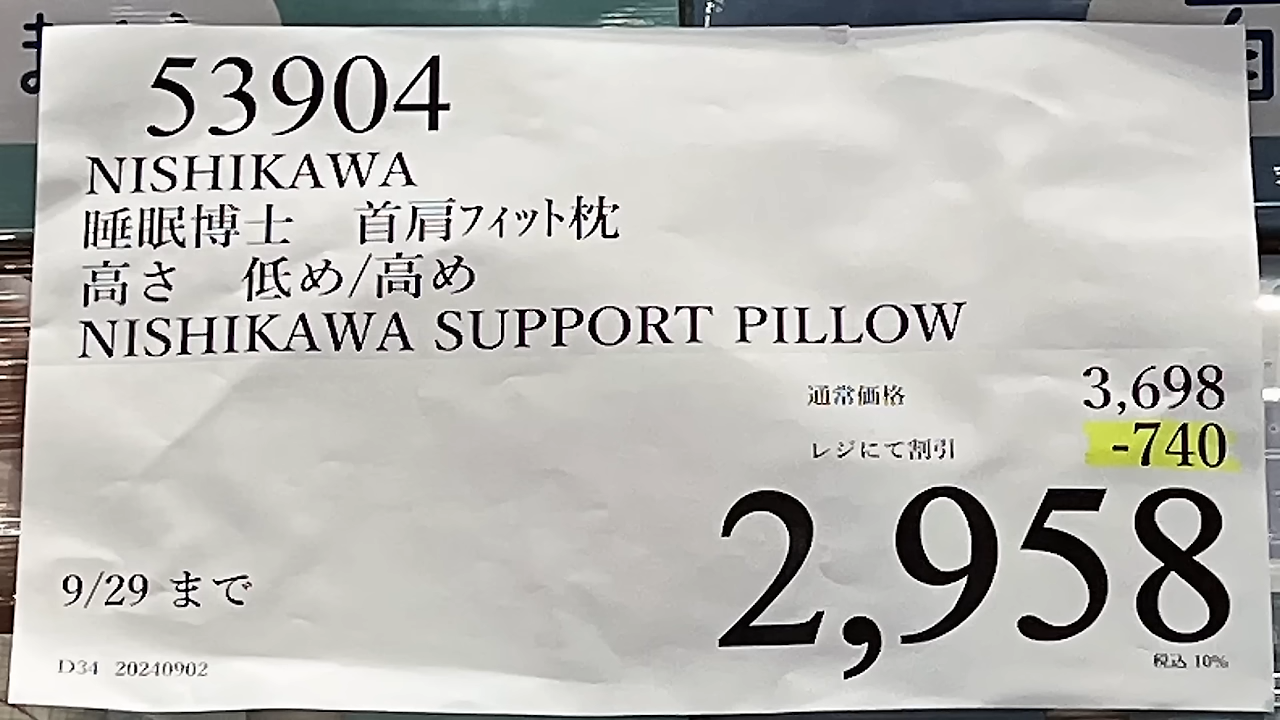 53904
NISHIKAWA
睡眠博士 首肩フィット枕
高さ 低め/高め
NISHIKAWA SUPPORT PILLOW
通常価格 3,698
レジにて割引 -740
2,958
税込 10%
9/29 まで
D34 20240902